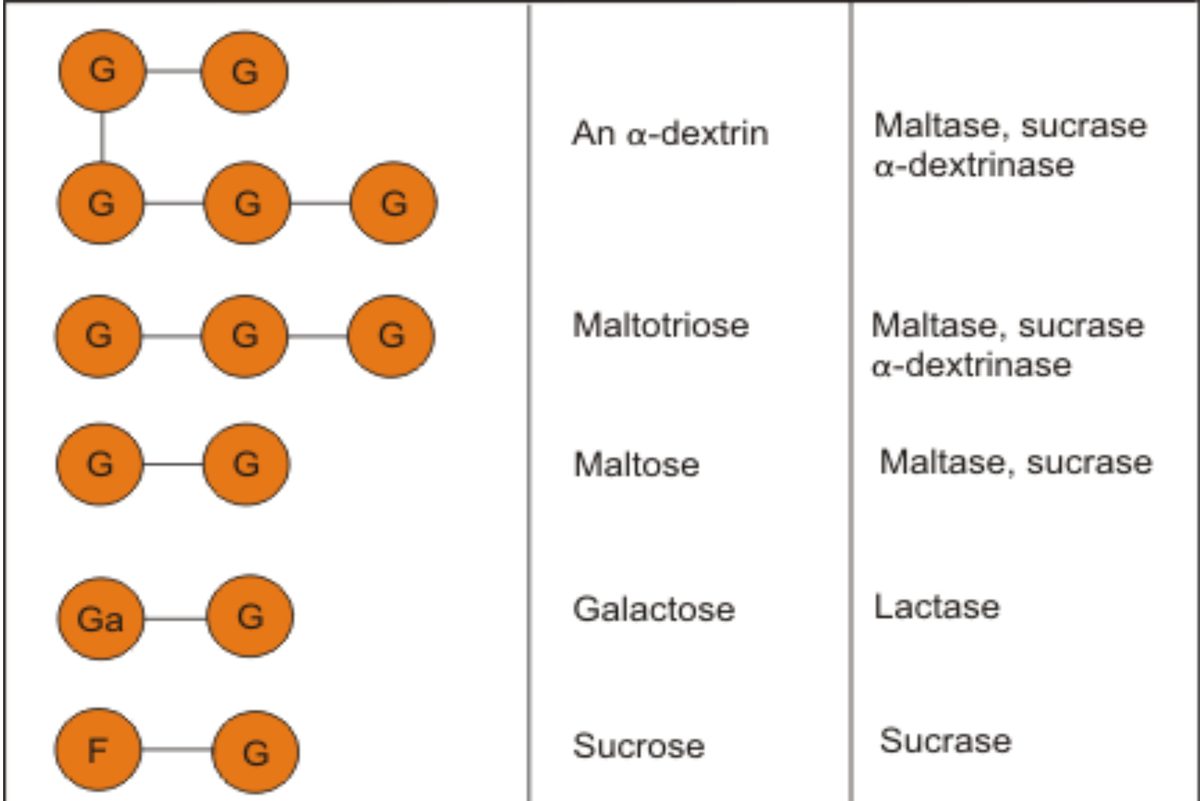 G G
An α-dextrin
Maltase, sucrase
α-dextrinase
G G G
G G G
Maltotriose
Maltase, sucrase
α-dextrinase
G G
Maltose
Maltase, sucrase
Ga G
Galactose
Lactase
F G
Sucrose
Sucrase